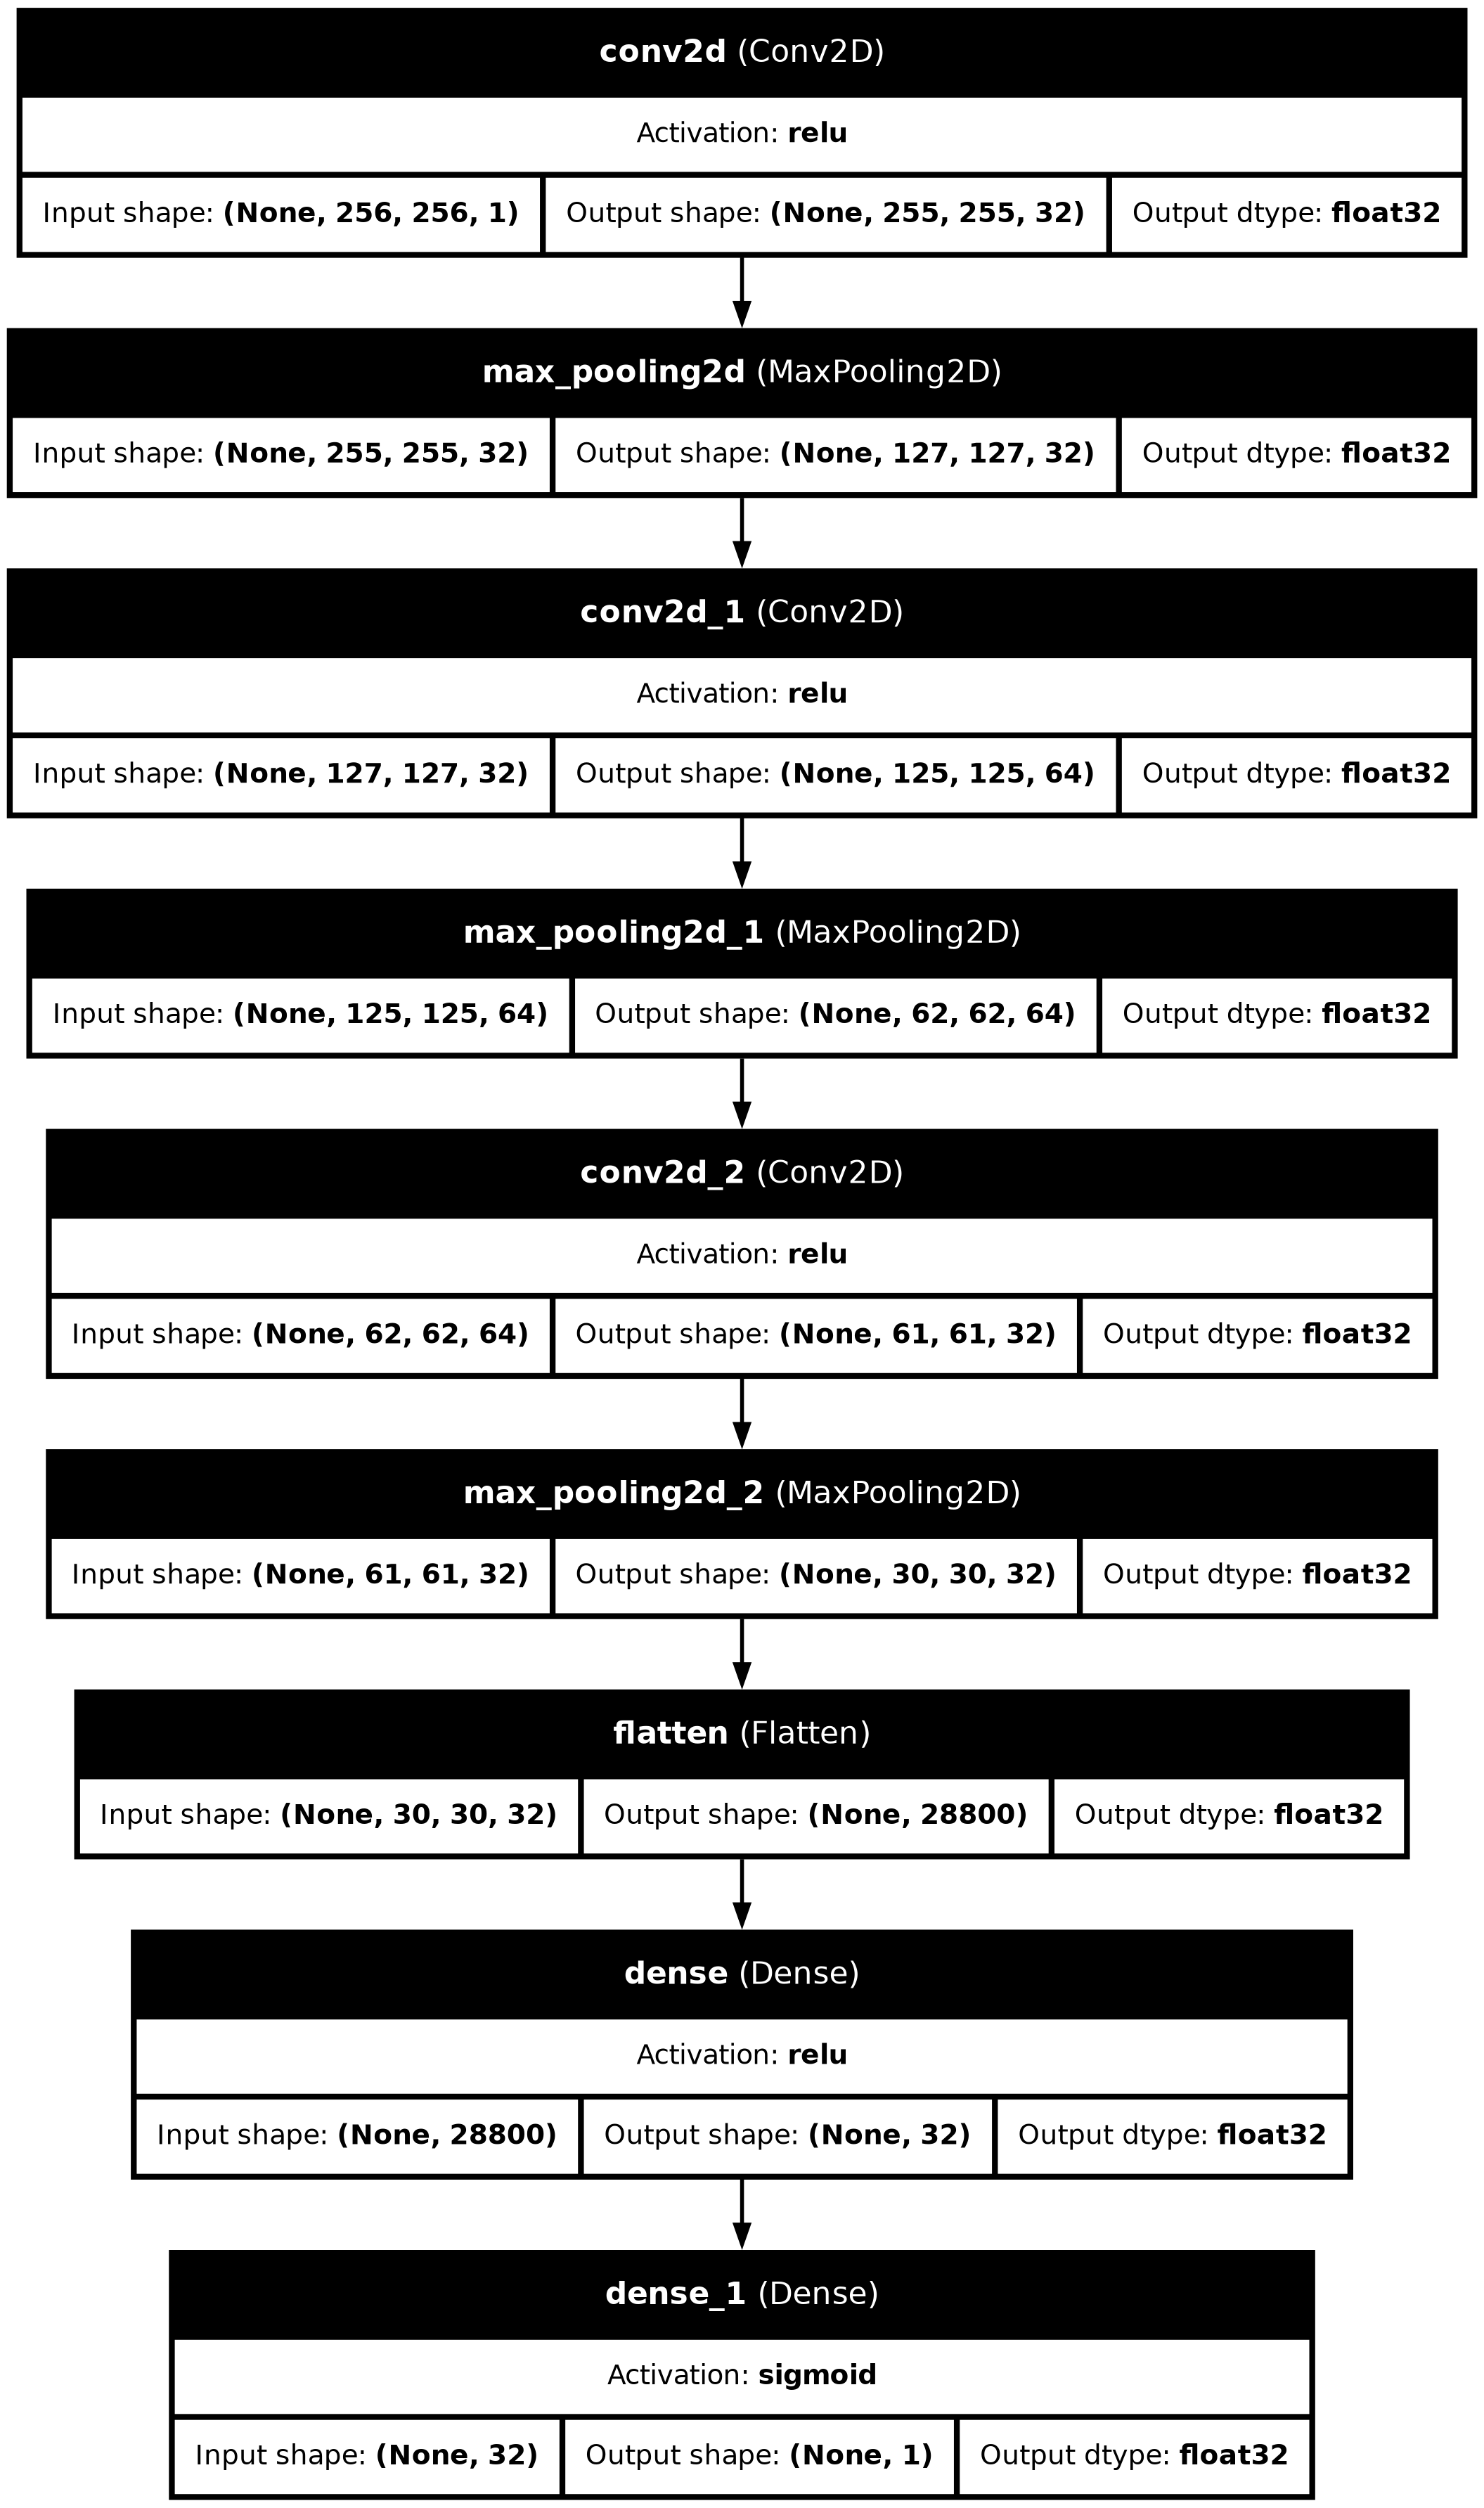 conv2d (Conv2D)
Activation: relu
Input shape: (None, 256, 256, 1) Output shape: (None, 255, 255, 32) Output dtype: float32
max_pooling2d (MaxPooling2D)
Input shape: (None, 255, 255, 32) Output shape: (None, 127, 127, 32) Output dtype: float32
conv2d_1 (Conv2D)
Activation: relu
Input shape: (None, 127, 127, 32) Output shape: (None, 125, 125, 64) Output dtype: float32
max_pooling2d_1 (MaxPooling2D)
Input shape: (None, 125, 125, 64) Output shape: (None, 62, 62, 64) Output dtype: float32
conv2d_2 (Conv2D)
Activation: relu
Input shape: (None, 62, 62, 64) Output shape: (None, 61, 61, 32) Output dtype: float32
max_pooling2d_2 (MaxPooling2D)
Input shape: (None, 61, 61, 32) Output shape: (None, 30, 30, 32) Output dtype: float32
flatten (Flatten)
Input shape: (None, 30, 30, 32) Output shape: (None, 28800) Output dtype: float32
dense (Dense)
Activation: relu
Input shape: (None, 28800) Output shape: (None, 32) Output dtype: float32
dense_1 (Dense)
Activation: sigmoid
Input shape: (None, 32) Output shape: (None, 1) Output dtype: float32